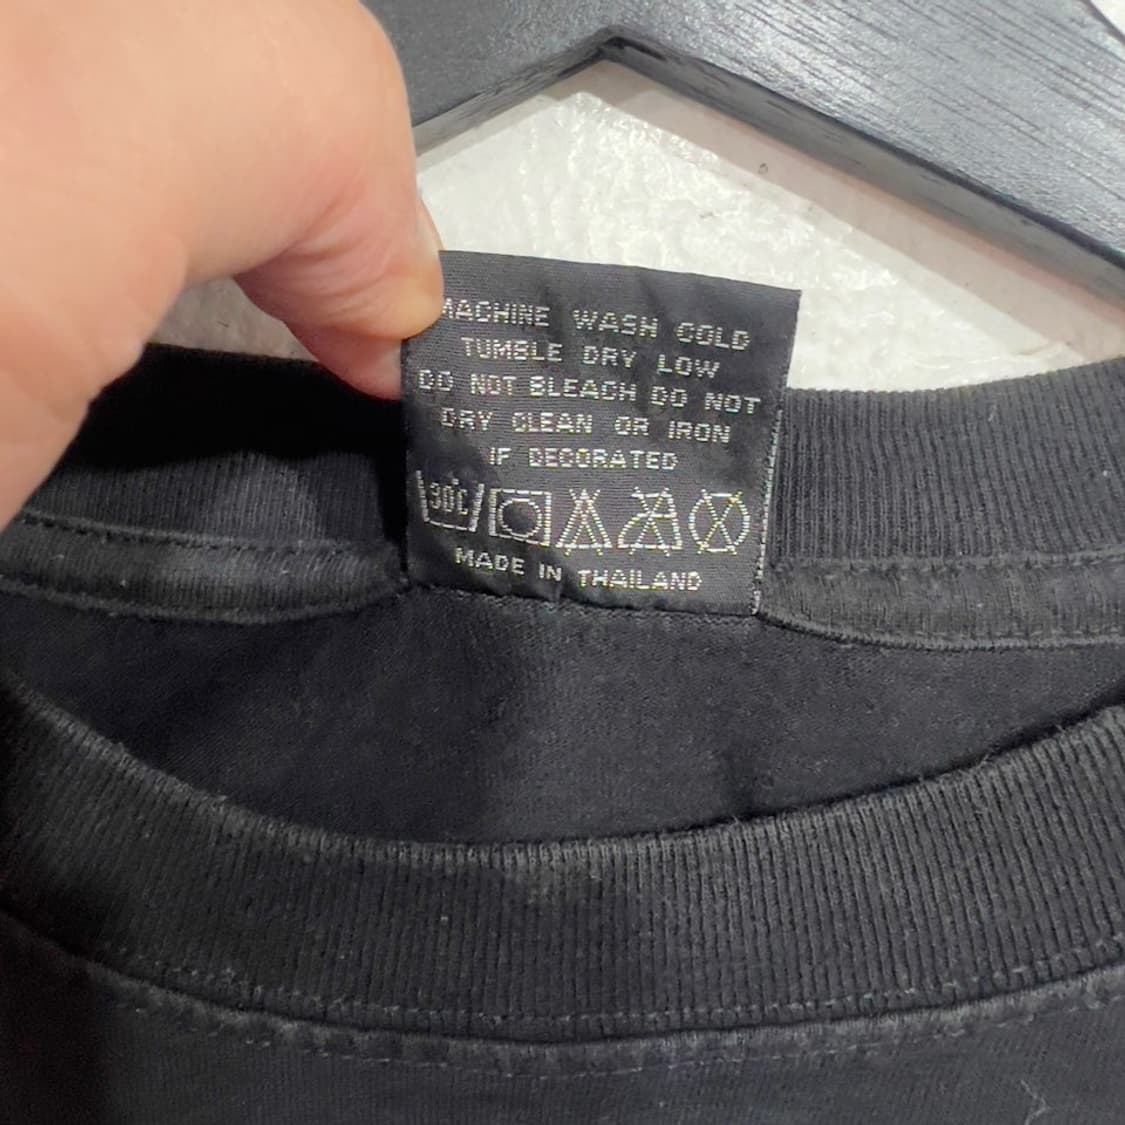 MACHINE WASH COLD
TUMBLE DRY LOW
DO NOT BLEACH DO NOT
DRY CLEAN OR IRON
IF DECORATED
30°C
MADE IN THAILAND